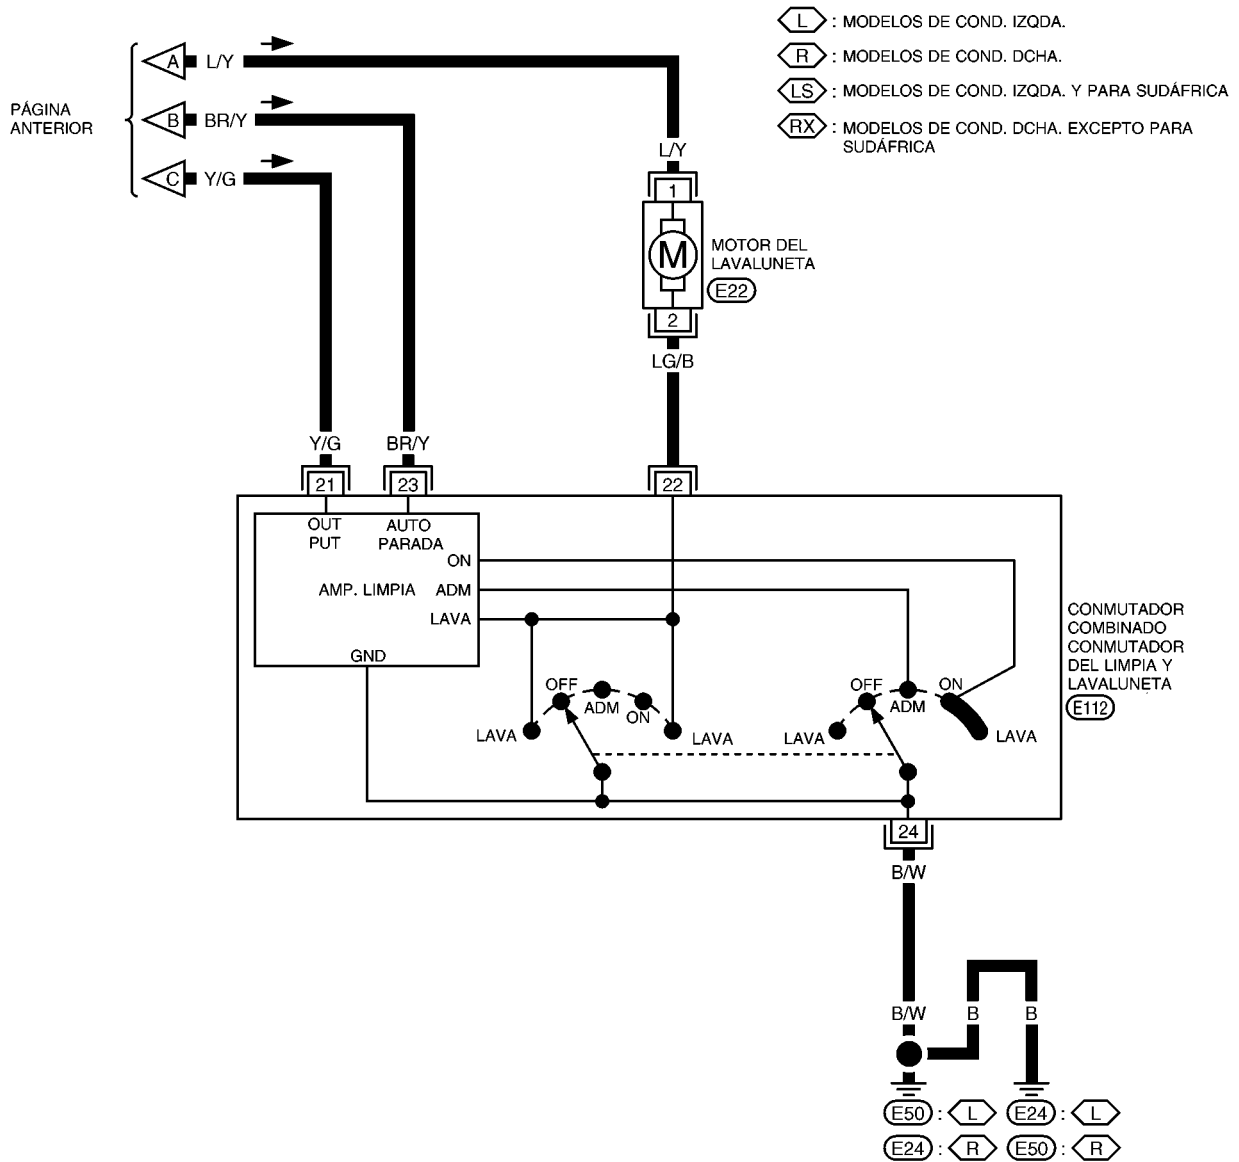 L : MODELOS DE COND. IZQDA.
R : MODELOS DE COND. DCHA.
LS : MODELOS DE COND. IZQDA. Y PARA SUDÁFRICA
RX : MODELOS DE COND. DCHA. EXCEPTO PARA
SUDÁFRICA
PÁGINA
ANTERIOR
A L/Y
B BR/Y
C Y/G
L/Y
1
M
MOTOR DEL
LAVALUNETA
E22
2
LG/B
Y/G BR/Y
21 23 22
OUT
PUT
AUTO
PARADA
ON
AMP. LIMPIA ADM
LAVA
GND
CONMUTADOR
COMBINADO
CONMUTADOR
DEL LIMPIA Y
LAVALUNETA
E112
OFF
ADM
ON
LAVA LAVA
OFF
ADM
ON
LAVA LAVA
24
B/W
B/W B B
E50 : L E24 : L
E24 : R E50 : R